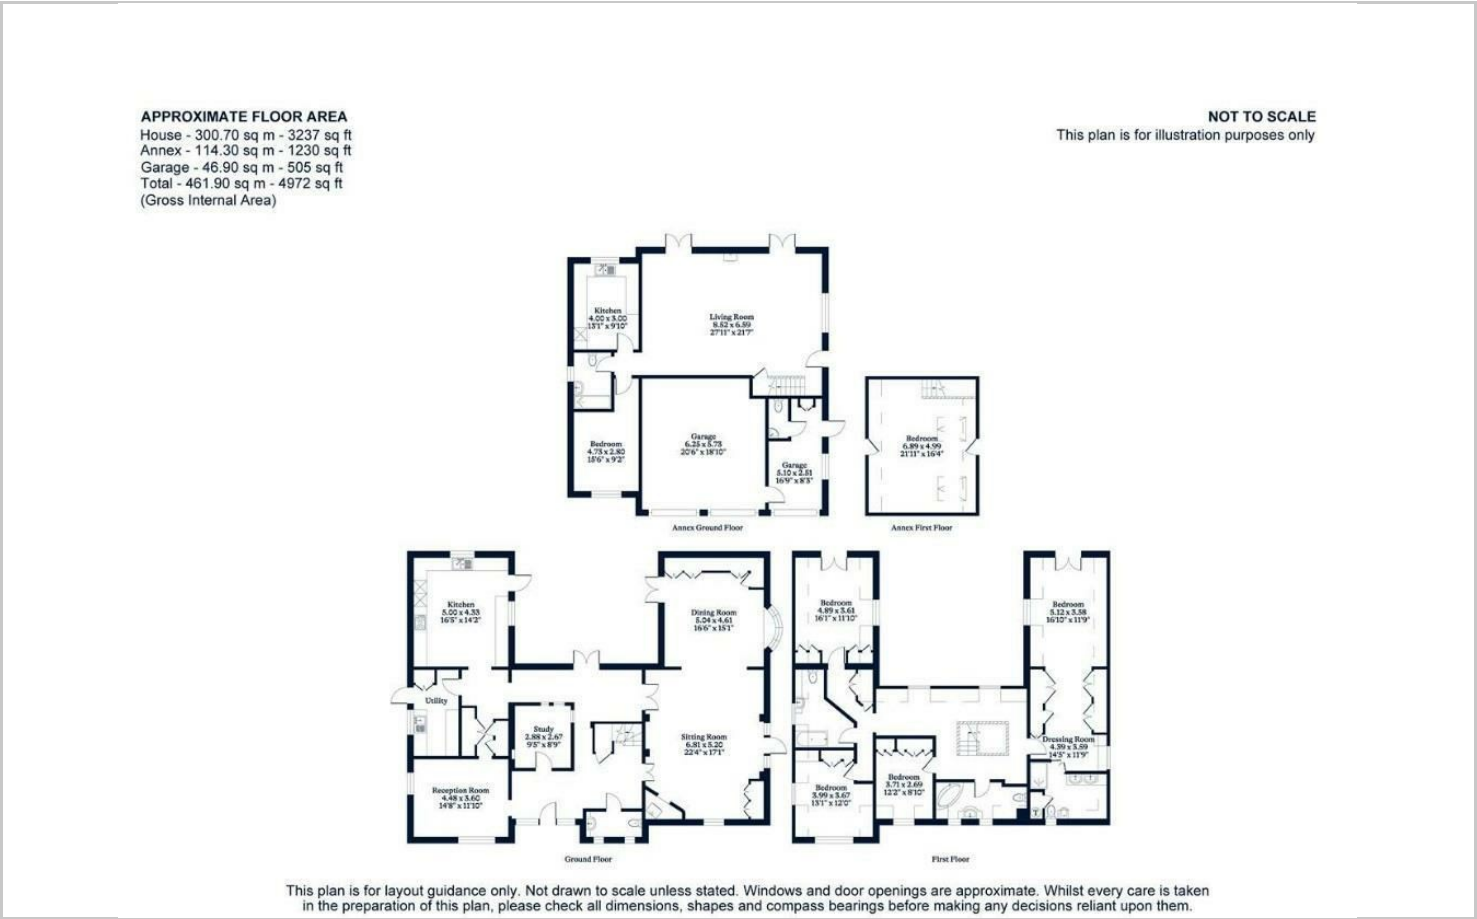 APPROXIMATE FLOOR AREA
House - 300.70 sq m - 3237 sq ft
Annex - 114.30 sq m - 1230 sq ft
Garage - 46.90 sq m - 505 sq ft
Total - 461.90 sq m - 4972 sq ft
(Gross Internal Area)
NOT TO SCALE
This plan is for illustration purposes only
Kitchen
4.00 x 3.00
13'1" x 9'10"
Living Room
8.52 x 6.59
27'11" x 21'7"
Bedroom
4.73 x 2.80
15'6" x 9'2"
Garage
6.25 x 5.73
20'6" x 18'10"
Garage
5.10 x 2.51
16'9" x 8'3"
Annex Ground Floor
Bedroom
6.89 x 4.99
21'11" x 16'4"
Annex First Floor
Kitchen
5.00 x 4.33
16'5" x 14'2"
Dining Room
5.04 x 4.61
16'6" x 15'1"
Utility
Study
2.88 x 2.67
9'5" x 8'9"
Sitting Room
6.81 x 5.20
22'4" x 17'1"
Reception Room
4.48 x 3.60
14'8" x 11'10"
Ground Floor
Bedroom
4.89 x 3.61
16'1" x 11'10"
Bedroom
5.12 x 3.58
16'10" x 11'9"
Dressing Room
4.39 x 3.59
14'5" x 11'9"
Bedroom
3.99 x 3.67
13'1" x 12'0"
Bedroom
3.71 x 2.69
12'2" x 8'10"
First Floor
This plan is for layout guidance only. Not drawn to scale unless stated. Windows and door openings are approximate. Whilst every care is taken
in the preparation of this plan, please check all dimensions, shapes and compass bearings before making any decisions reliant upon them.